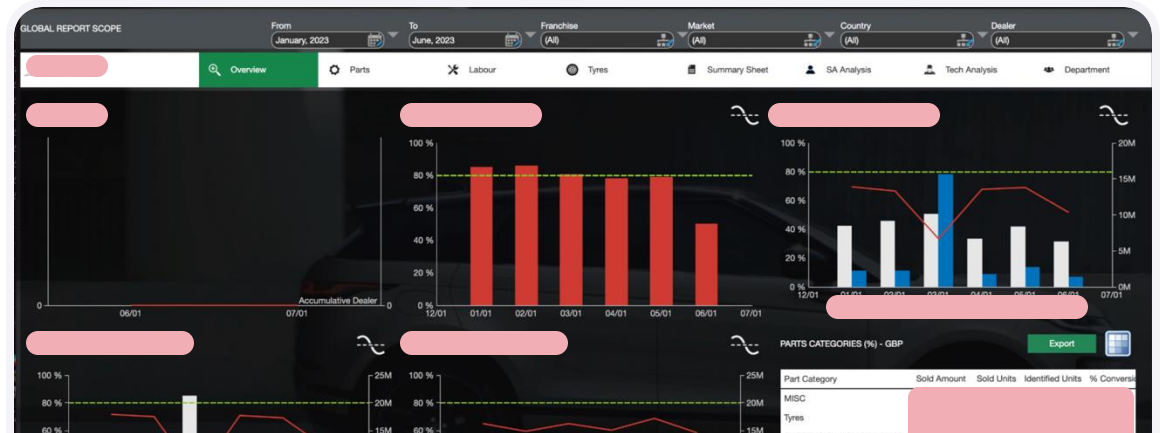 GLOBAL REPORT SCOPE
From
To
Franchise
Market
Country
Dealer
January, 2023
June, 2023
(All)
(All)
(All)
(All)
Overview
Parts
Labour
Tyres
Summary Sheet
SA Analysis
Tech Analysis
Department
0
Accumulative Dealer
0
06/01
07/01
100 %
80 %
60 %
40 %
20 %
0 %
12/01
01/01
02/01
03/01
04/01
05/01
06/01
07/01
100 %
80 %
60 %
40 %
20 %
0 %
20M
15M
10M
5M
0M
12/01
01/01
02/01
03/01
04/01
05/01
06/01
07/01
100 %
80 %
60 %
25M
20M
15M
100 %
80 %
60 %
25M
20M
15M
PARTS CATEGORIES (%) - GBP
Export
Part Category
Sold Amount
Sold Units
Identified Units
% Conversi
MISC
Tyres